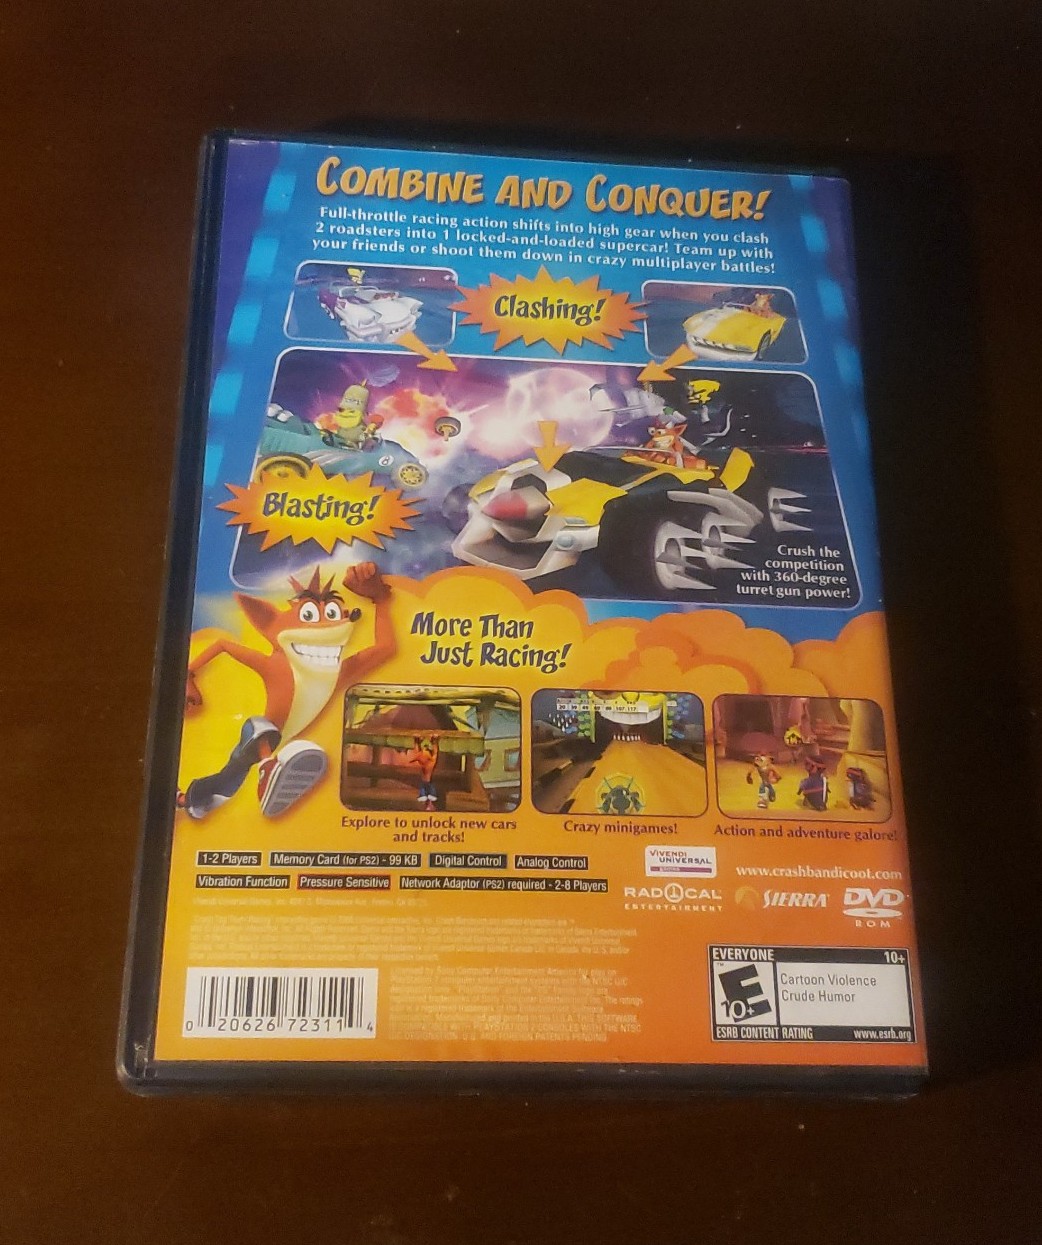 COMBINE AND CONQUER!
Full-throttle racing action shifts into high gear when you clash
2 roadsters into 1 locked-and-loaded supercar! Team up with
your friends or shoot them down in crazy multiplayer battles!
Clashing!
Blasting!
Crush the
competition
with 360-degree
turret gun power!
More Than
Just Racing!
Explore to unlock new cars
and tracks!
Crazy minigames!
Action and adventure galore!
1-2 Players Memory Card (for PS2) - 99 KB Digital Control Analog Control
Vibration Function Pressure Sensitive Network Adaptor (PS2) required - 2-8 Players
VIVENDI
UNIVERSAL
games
www.crashbandicoot.com
RADICAL
ENTERTAINMENT
SIERRA
DVD
ROM
EVERYONE 10+
E
10+
Cartoon Violence
Crude Humor
ESRB CONTENT RATING www.esrb.org
0 20626 72311 4